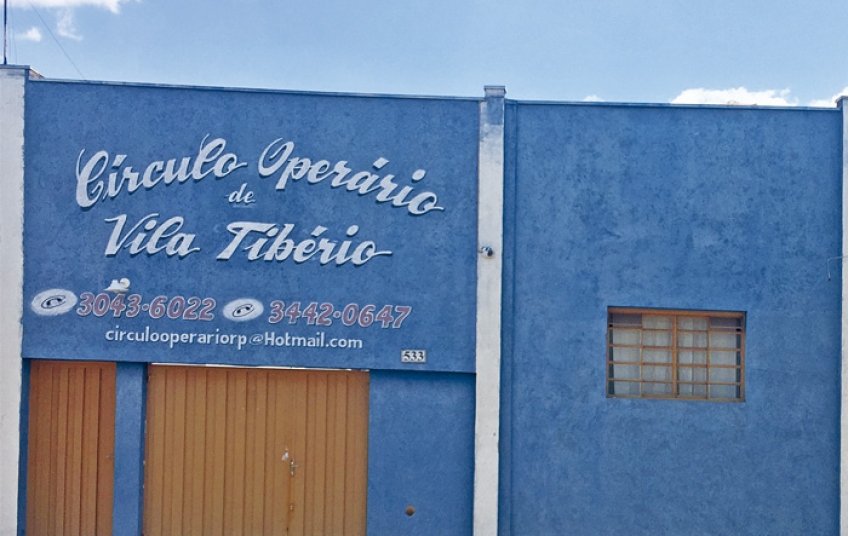 Círculo Operário
de
Vila Tibério
3043-6022 3442-0647
circulooperariorp@Hotmail.com
533